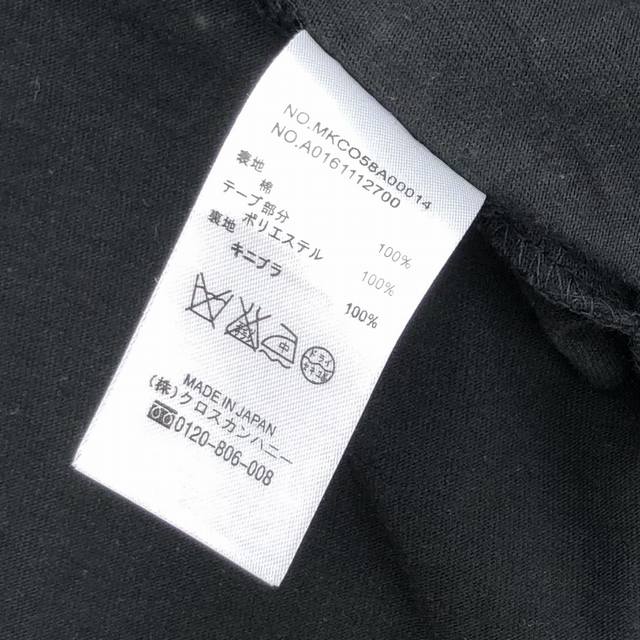 NO.MKCO58A00014
NO.A0161112700
表地
棉 100%
テープ部分
ポリエステル 100%
裏地
キュプラ 100%
MADE IN JAPAN
(株)クロスカンパニー
0120-806-008